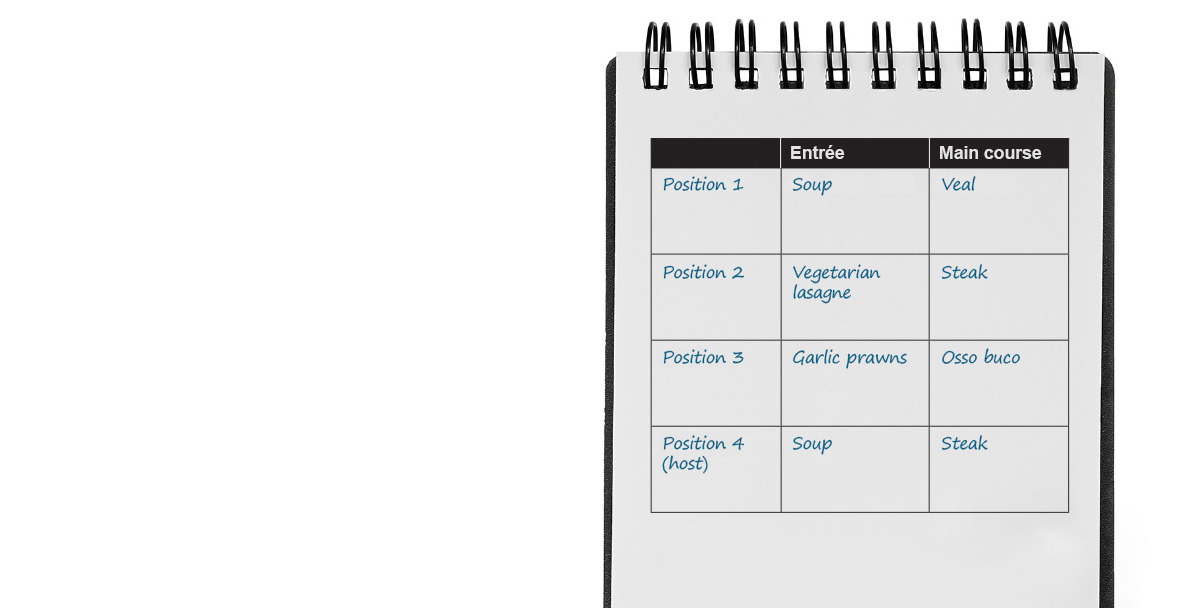 Entrée Main course
Position 1 Soup Veal
Position 2 Vegetarian Steak
lasagne
Position 3 Garlic prawns Osso buco
Position 4 Soup Steak
(host)